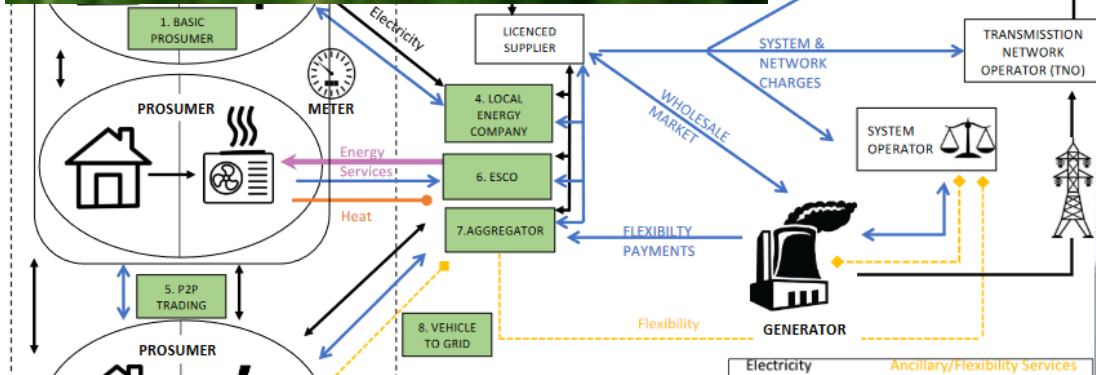 1. BASIC
PROSUMER
Electricity
LICENCED
SUPPLIER
SYSTEM &
NETWORK
CHARGES
TRANSMISSTION
NETWORK
OPERATOR (TNO)
PROSUMER
METER
4. LOCAL
ENERGY
COMPANY
WHOLESALE
MARKET
SYSTEM
OPERATOR
Energy
Services
6. ESCO
Heat
7.AGGREGATOR
FLEXIBILTY
PAYMENTS
5. P2P
TRADING
8. VEHICLE
TO GRID
Flexibility
GENERATOR
PROSUMER
Electricity
Ancillary/Flexibility Services